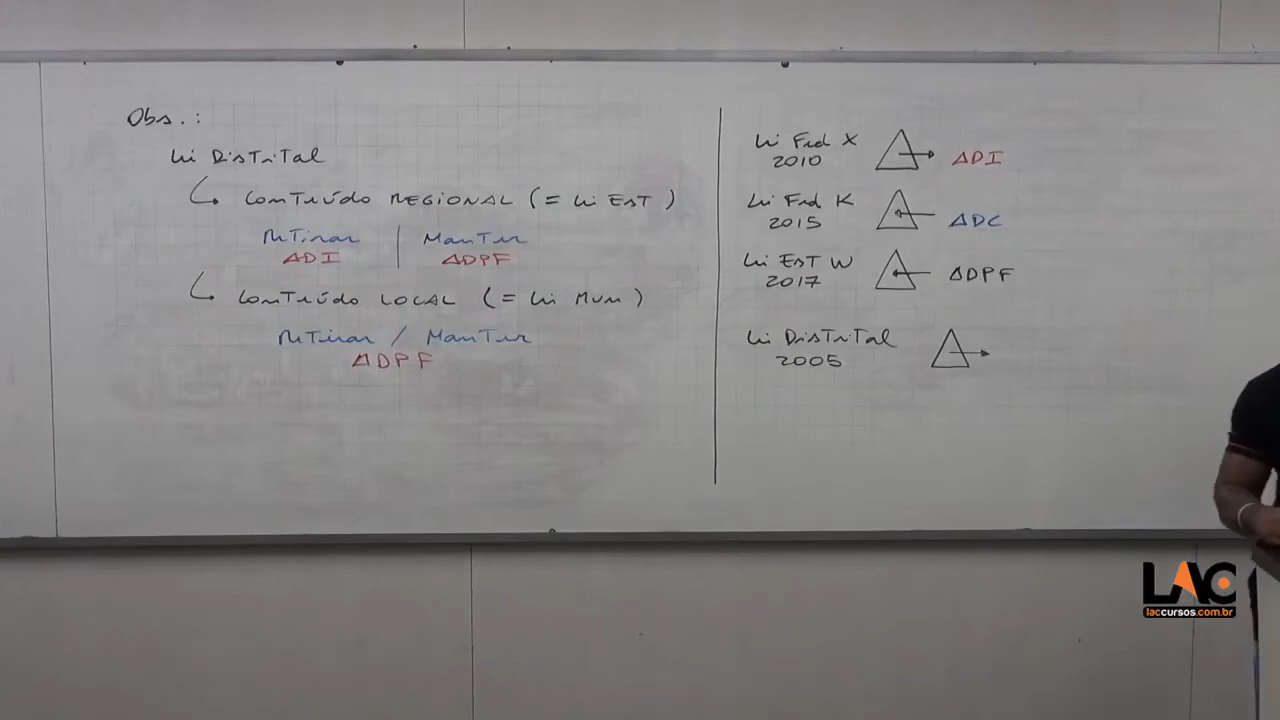 Obs.:
Lei Distrital
Conteúdo REGIONAL (= Lei EST)
Retirar | Manter
ADI ADPF
Conteúdo LOCAL (= Lei Mun)
Retirar / Manter
ADPF
Lei Fed X
2010
ADI
Lei Fed K
2015
ADC
Lei EST W
2017
ADPF
Lei Distrital
2005
LAC
laccursos.com.br